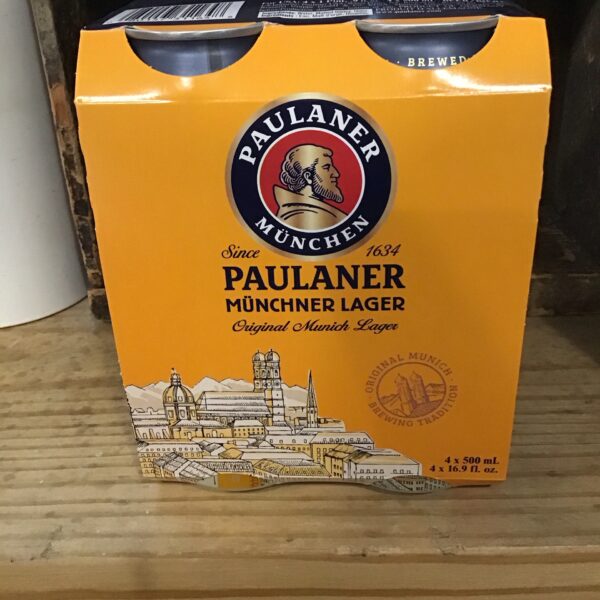 BREWED
PAULANER
MÜNCHEN
Since 1634
PAULANER
MÜNCHNER LAGER
Original Munich Lager
ORIGINAL MUNICH
BREWING TRADITION
4 x 500 mL
4 x 16.9 fl. oz.